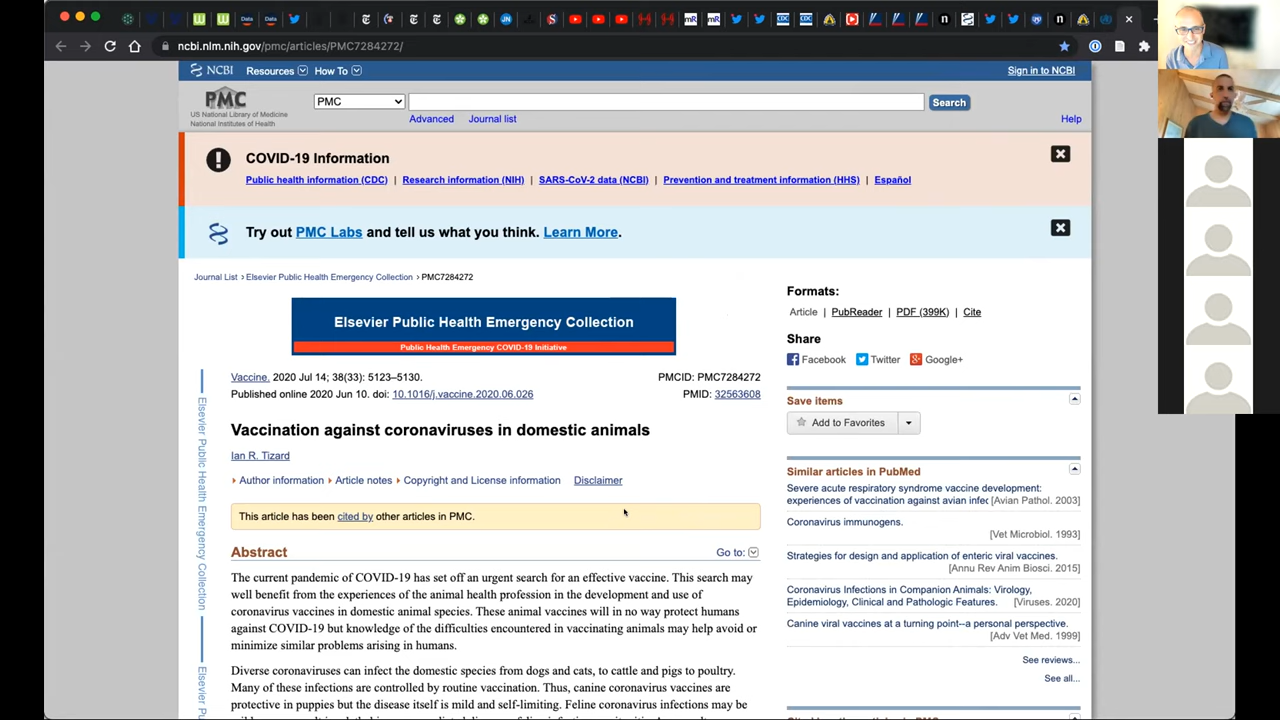 Data
Data
JN
mR
mR
CDC
CDC
n
n
ncbi.nlm.nih.gov/pmc/articles/PMC7284272/
NCBI Resources How To Sign in to NCBI
PMC
US National Library of Medicine
National Institutes of Health
PMC Search
Advanced Journal list Help
COVID-19 Information
Public health information (CDC) | Research information (NIH) | SARS-CoV-2 data (NCBI) | Prevention and treatment information (HHS) | Español
Try out PMC Labs and tell us what you think. Learn More.
Journal List > Elsevier Public Health Emergency Collection > PMC7284272
Elsevier Public Health Emergency Collection
Public Health Emergency COVID-19 Initiative
Vaccine. 2020 Jul 14; 38(33): 5123–5130. PMCID: PMC7284272
Published online 2020 Jun 10. doi: 10.1016/j.vaccine.2020.06.026 PMID: 32563608
Vaccination against coronaviruses in domestic animals
Ian R. Tizard
Author information Article notes Copyright and License information Disclaimer
This article has been cited by other articles in PMC.
Abstract Go to:
The current pandemic of COVID-19 has set off an urgent search for an effective vaccine. This search may
well benefit from the experiences of the animal health profession in the development and use of
coronavirus vaccines in domestic animal species. These animal vaccines will in no way protect humans
against COVID-19 but knowledge of the difficulties encountered in vaccinating animals may help avoid or
minimize similar problems arising in humans.
Diverse coronaviruses can infect the domestic species from dogs and cats, to cattle and pigs to poultry.
Many of these infections are controlled by routine vaccination. Thus, canine coronavirus vaccines are
protective in puppies but the disease itself is mild and self-limiting. Feline coronavirus infections may be
Elsevier Public Health Emergency Collection
Elsevier Pu
Formats:
Article | PubReader | PDF (399K) | Cite
Share
Facebook Twitter Google+
Save items
Add to Favorites
Similar articles in PubMed
Severe acute respiratory syndrome vaccine development:
experiences of vaccination against avian infec [Avian Pathol. 2003]
Coronavirus immunogens.
[Vet Microbiol. 1993]
Strategies for design and application of enteric viral vaccines.
[Annu Rev Anim Biosci. 2015]
Coronavirus Infections in Companion Animals: Virology,
Epidemiology, Clinical and Pathologic Features. [Viruses. 2020]
Canine viral vaccines at a turning point--a personal perspective.
[Adv Vet Med. 1999]
See reviews...
See all...